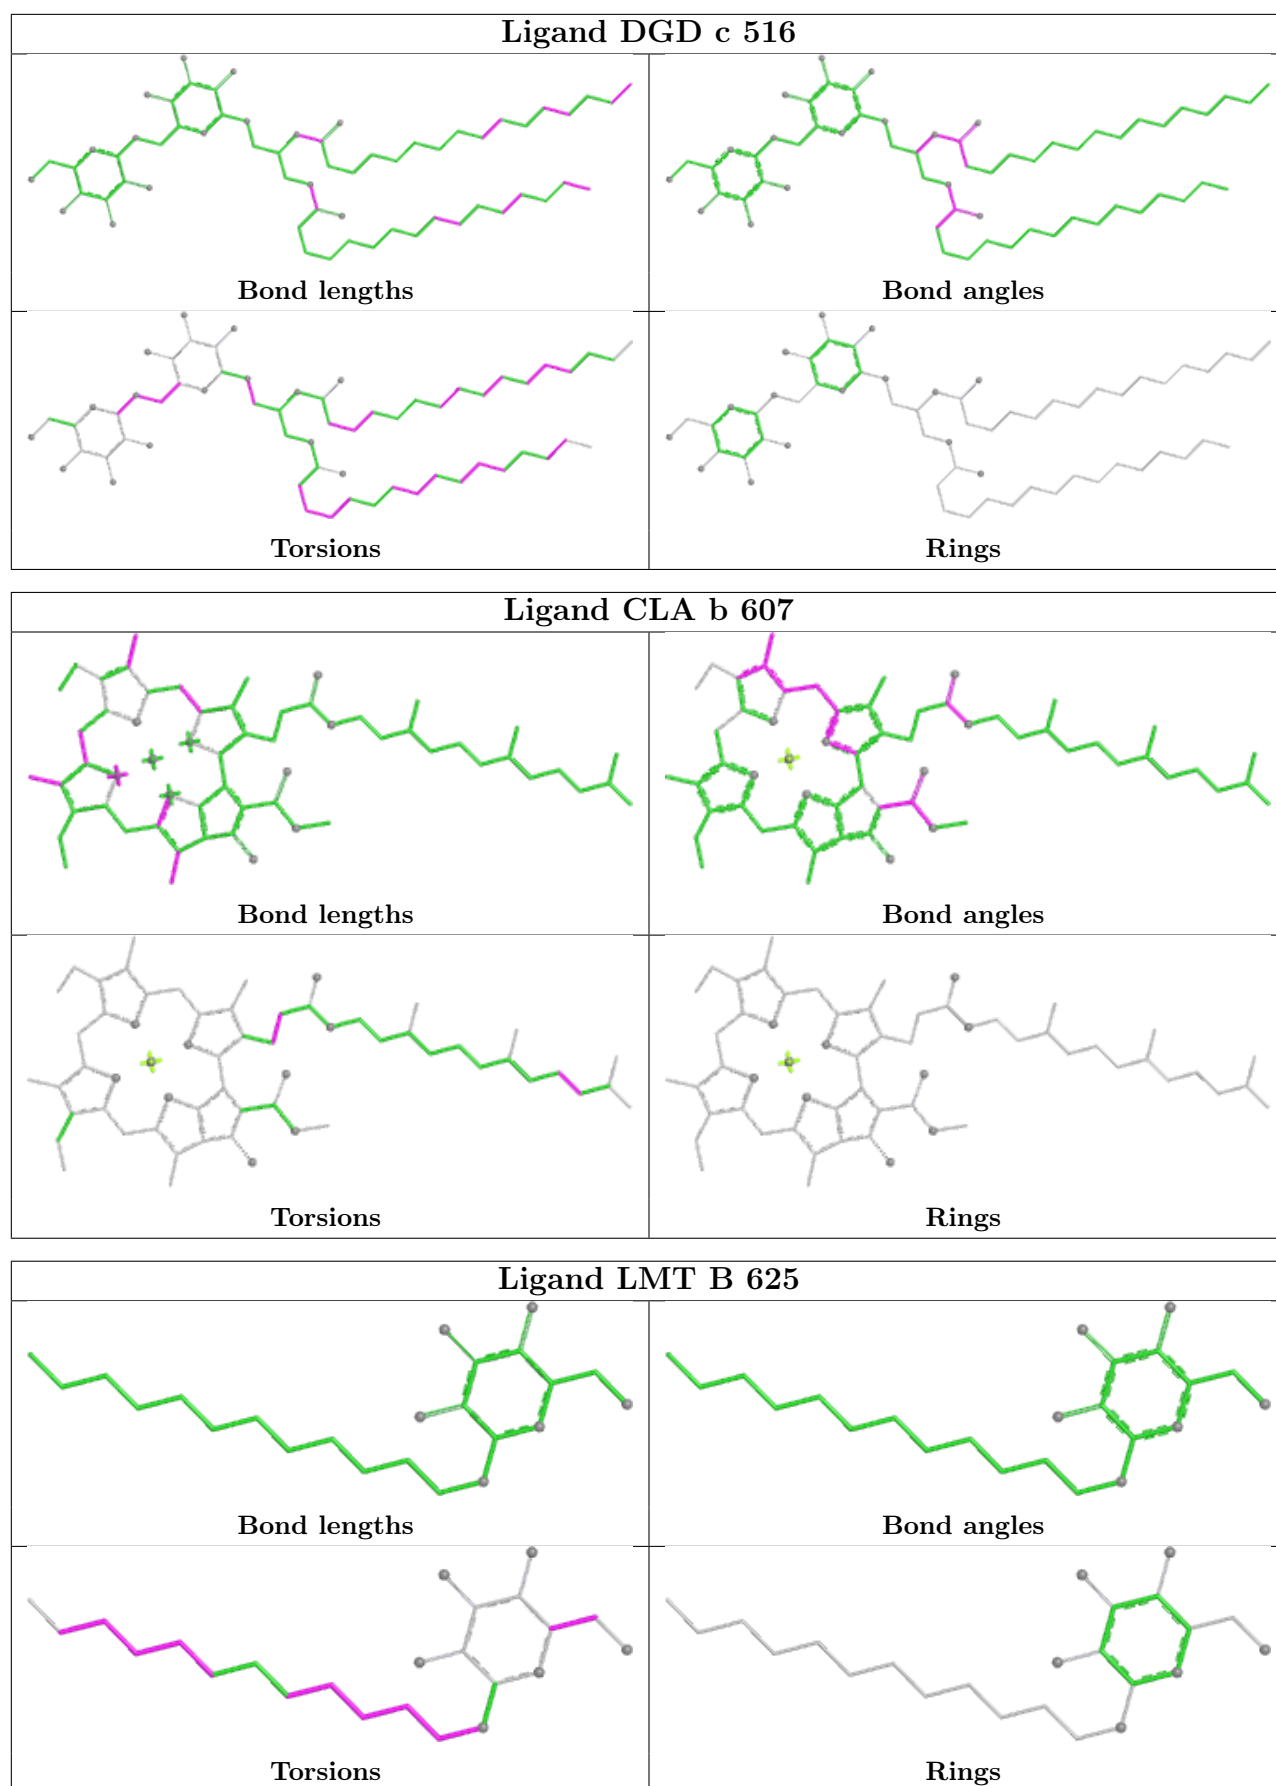 Ligand DGD c 516
Bond lengths
Bond angles
Torsions
Rings
Ligand CLA b 607
Bond lengths
Bond angles
Torsions
Rings
Ligand LMT B 625
Bond lengths
Bond angles
Torsions
Rings